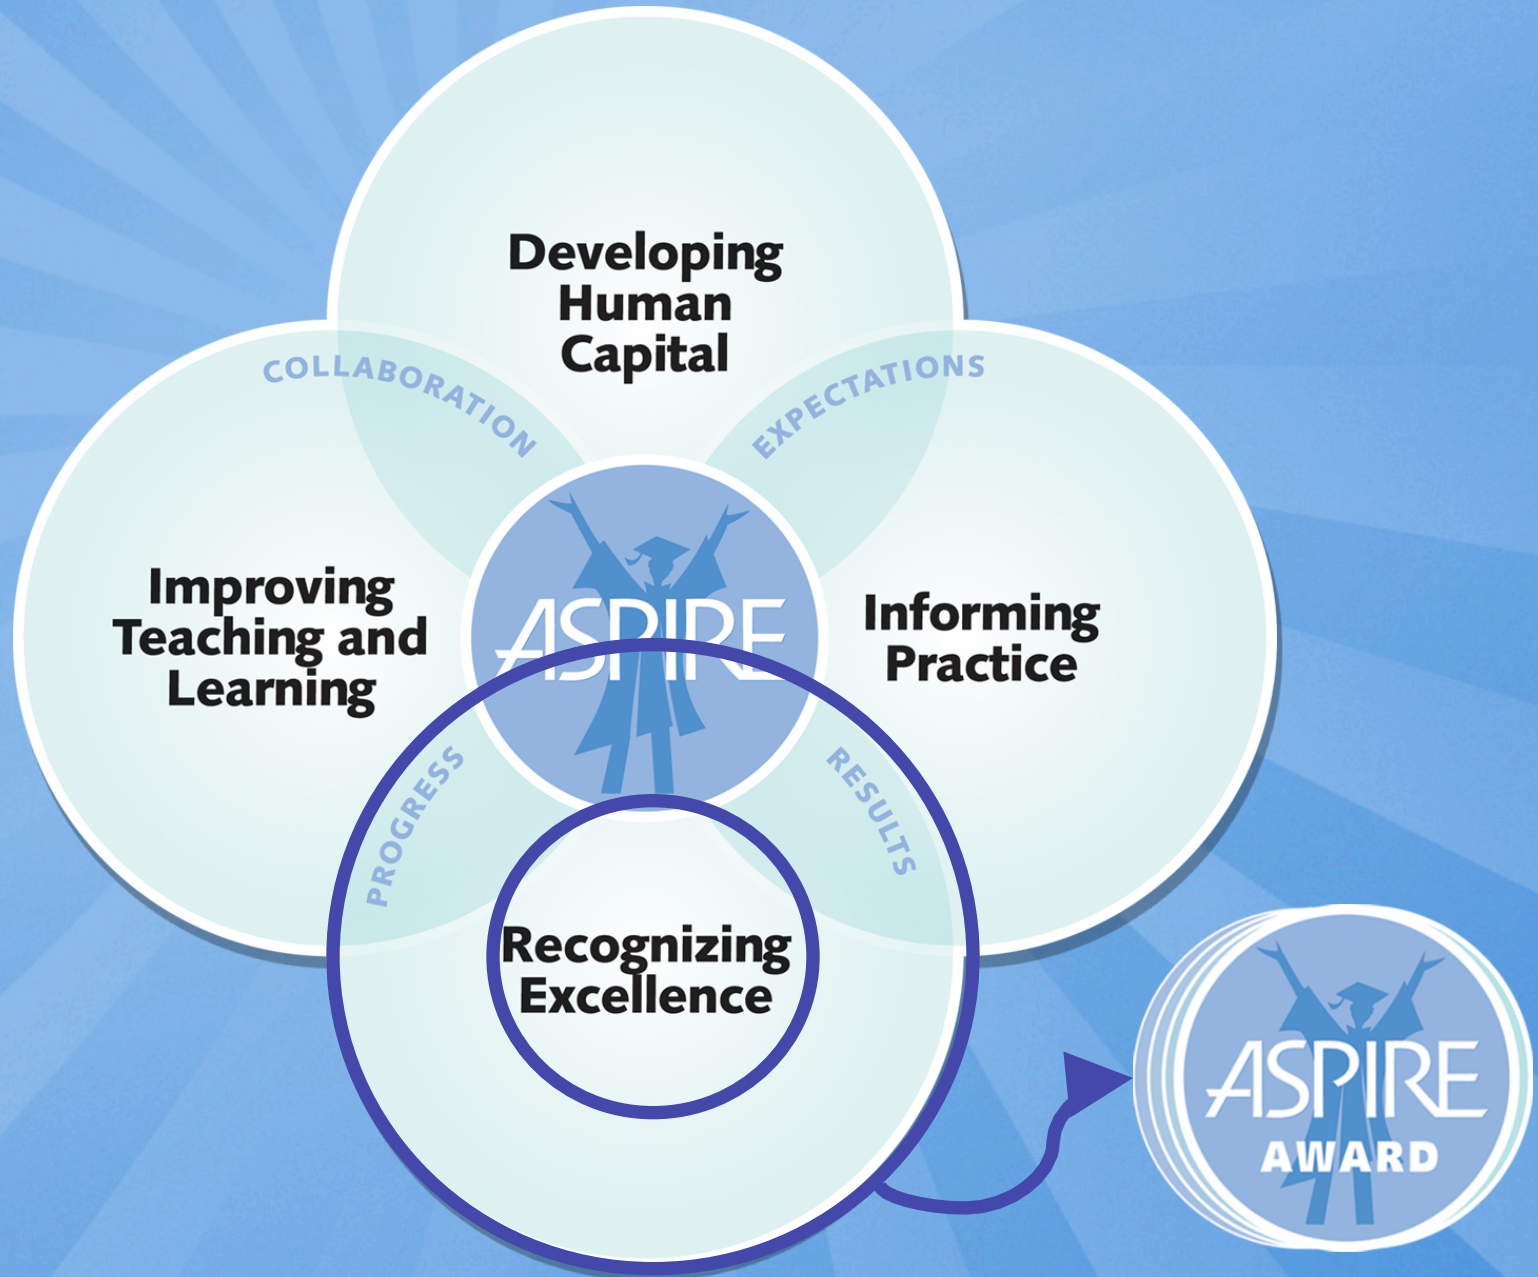 Developing
Human
Capital
COLLABORATION
EXPECTATIONS
Improving
Teaching and
Learning
ASPIRE
Informing
Practice
PROGRESS
RESULTS
Recognizing
Excellence
ASPIRE
AWARD